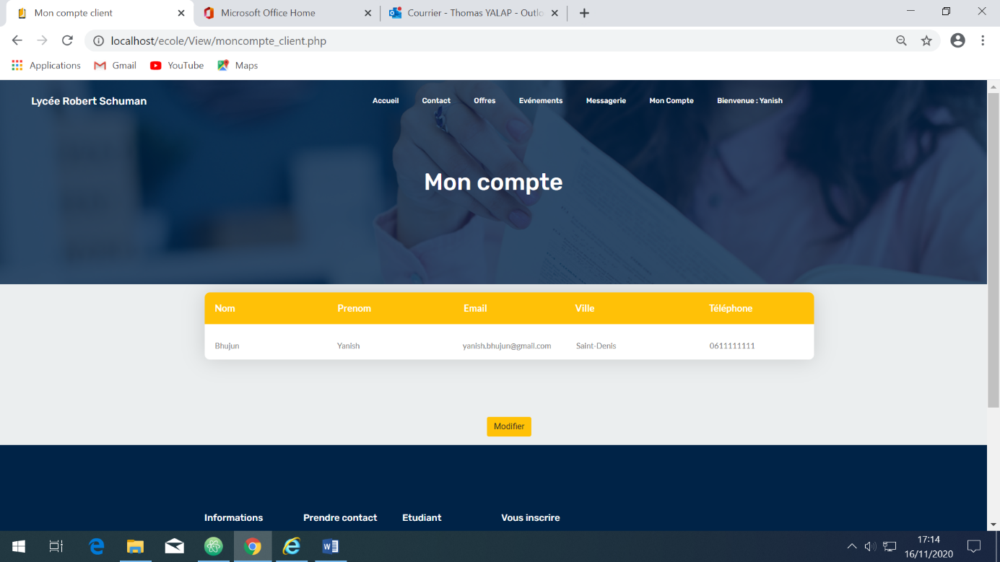 Mon compte client
Microsoft Office Home
Courrier - Thomas YALAP - Outlo
localhost/ecole/View/moncompte_client.php
Applications Gmail YouTube Maps
Lycée Robert Schuman
Accueil Contact Offres Evénements Messagerie Mon Compte Bienvenue : Yanish
Mon compte
Nom Prenom Email Ville Téléphone
Bhujun Yanish yanish.bhujun@gmail.com Saint-Denis 0611111111
Modifier
Informations Prendre contact Etudiant Vous inscrire
17:14
16/11/2020